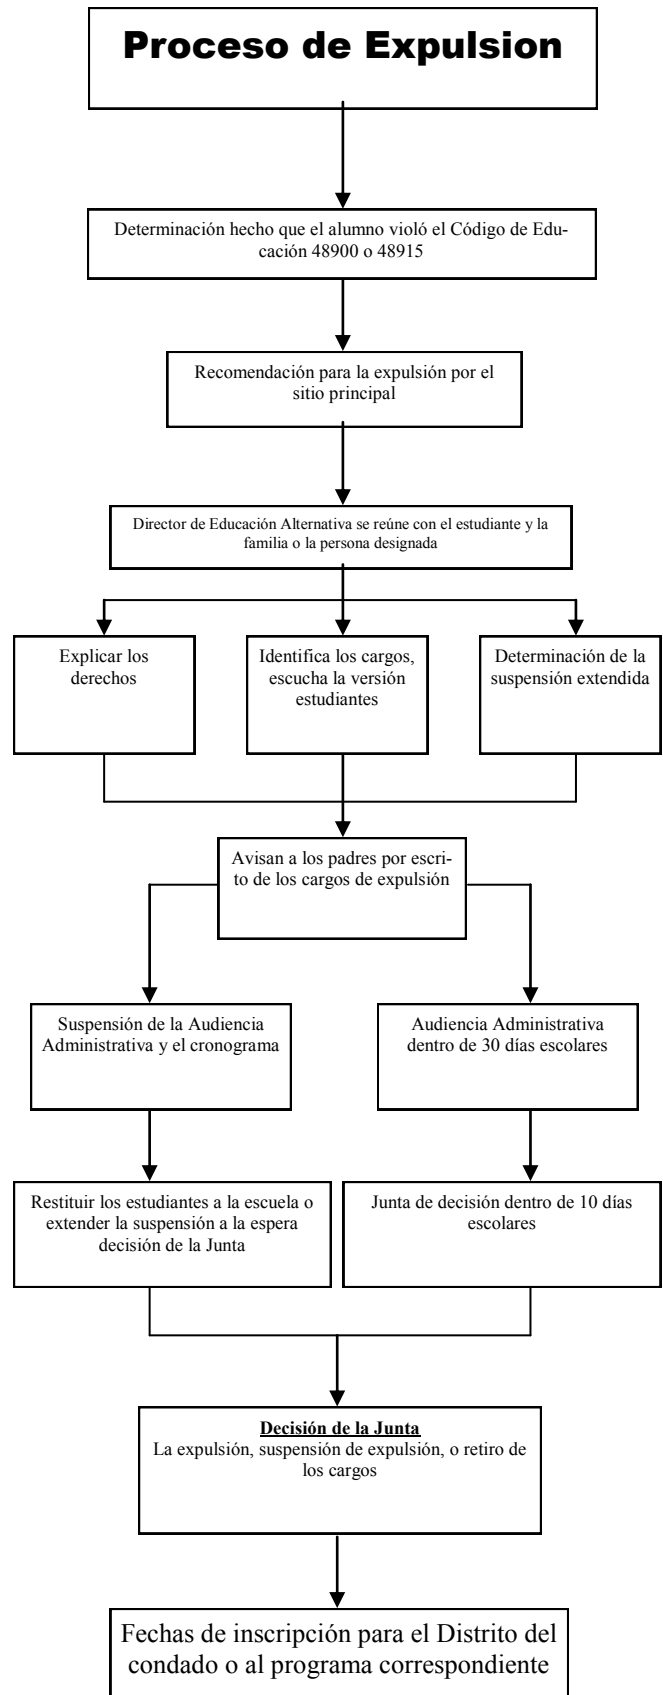 Proceso de Expulsion
Determinación hecho que el alumno violó el Código de Edu-
cación 48900 o 48915
Recomendación para la expulsión por el
sitio principal
Director de Educación Alternativa se reúne con el estudiante y la
familia o la persona designada
Explicar los
derechos
Identifica los cargos,
escucha la versión
estudiantes
Determinación de la
suspensión extendida
Avisan a los padres por escri-
to de los cargos de expulsión
Suspensión de la Audiencia
Administrativa y el cronograma
Audiencia Administrativa
dentro de 30 días escolares
Restituir los estudiantes a la escuela o
extender la suspensión a la espera
decisión de la Junta
Junta de decisión dentro de 10 días
escolares
Decisión de la Junta
La expulsión, suspensión de expulsión, o retiro de
los cargos
Fechas de inscripción para el Distrito del
condado o al programa correspondiente